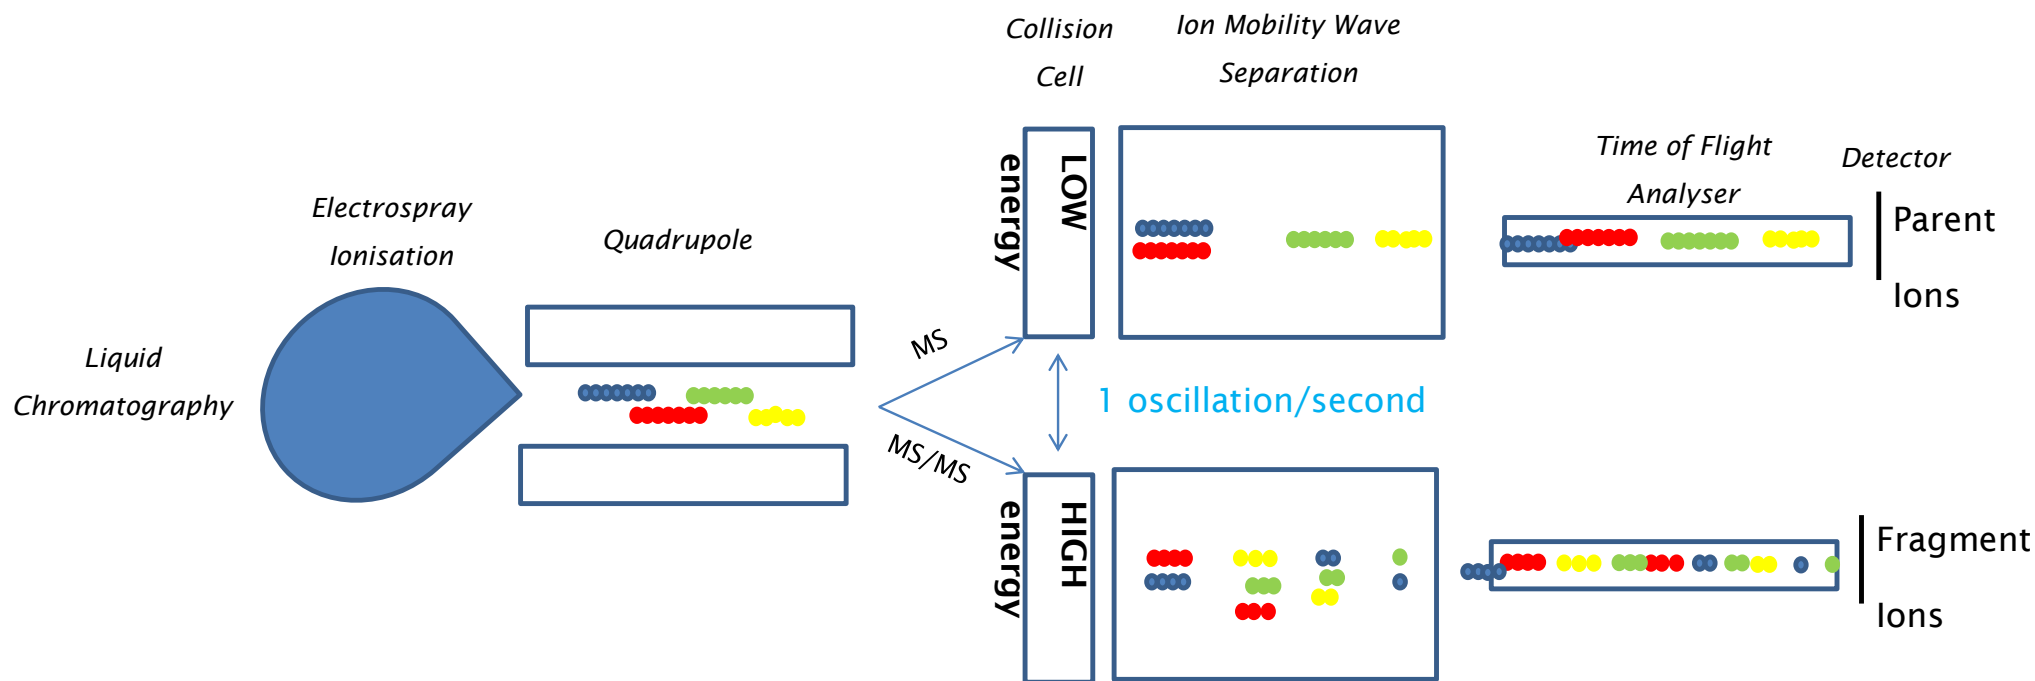 Liquid
Chromatography
Electrospray
Ionisation
Quadrupole
MS
MS/MS
Collision
Cell
LOW
energy
1 oscillation/second
HIGH
energy
Ion Mobility Wave
Separation
Time of Flight
Analyser
Detector
Parent
Ions
Fragment
Ions